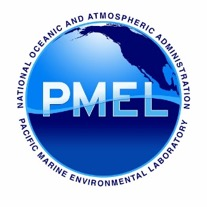 NATIONAL OCEANIC AND ATMOSPHERIC ADMINISTRATION
PMEL
PACIFIC MARINE ENVIRONMENTAL LABORATORY